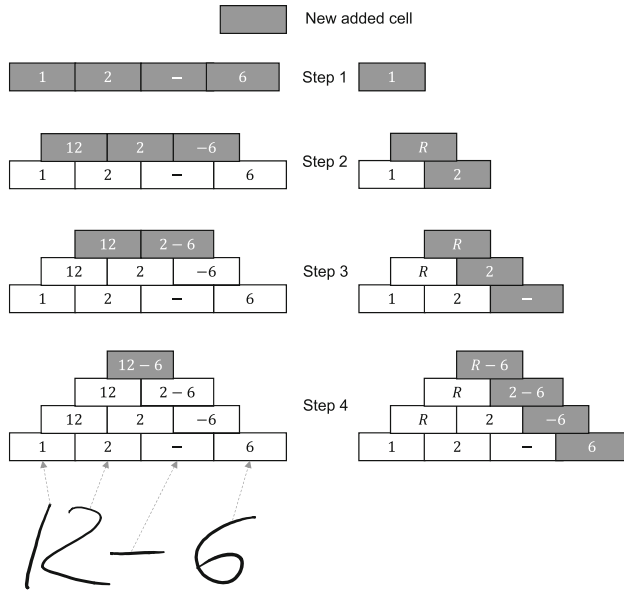 New added cell
1 2 − 6 Step 1 1
12 2 −6 R
1 2 − 6 Step 2 1 2
12 2 − 6 R
12 2 −6 Step 3 R 2
1 2 − 6 1 2 −
12 − 6 R − 6
12 2 − 6 Step 4 R 2 − 6
12 2 −6 R 2 −6
1 2 − 6 1 2 − 6
12 − 6